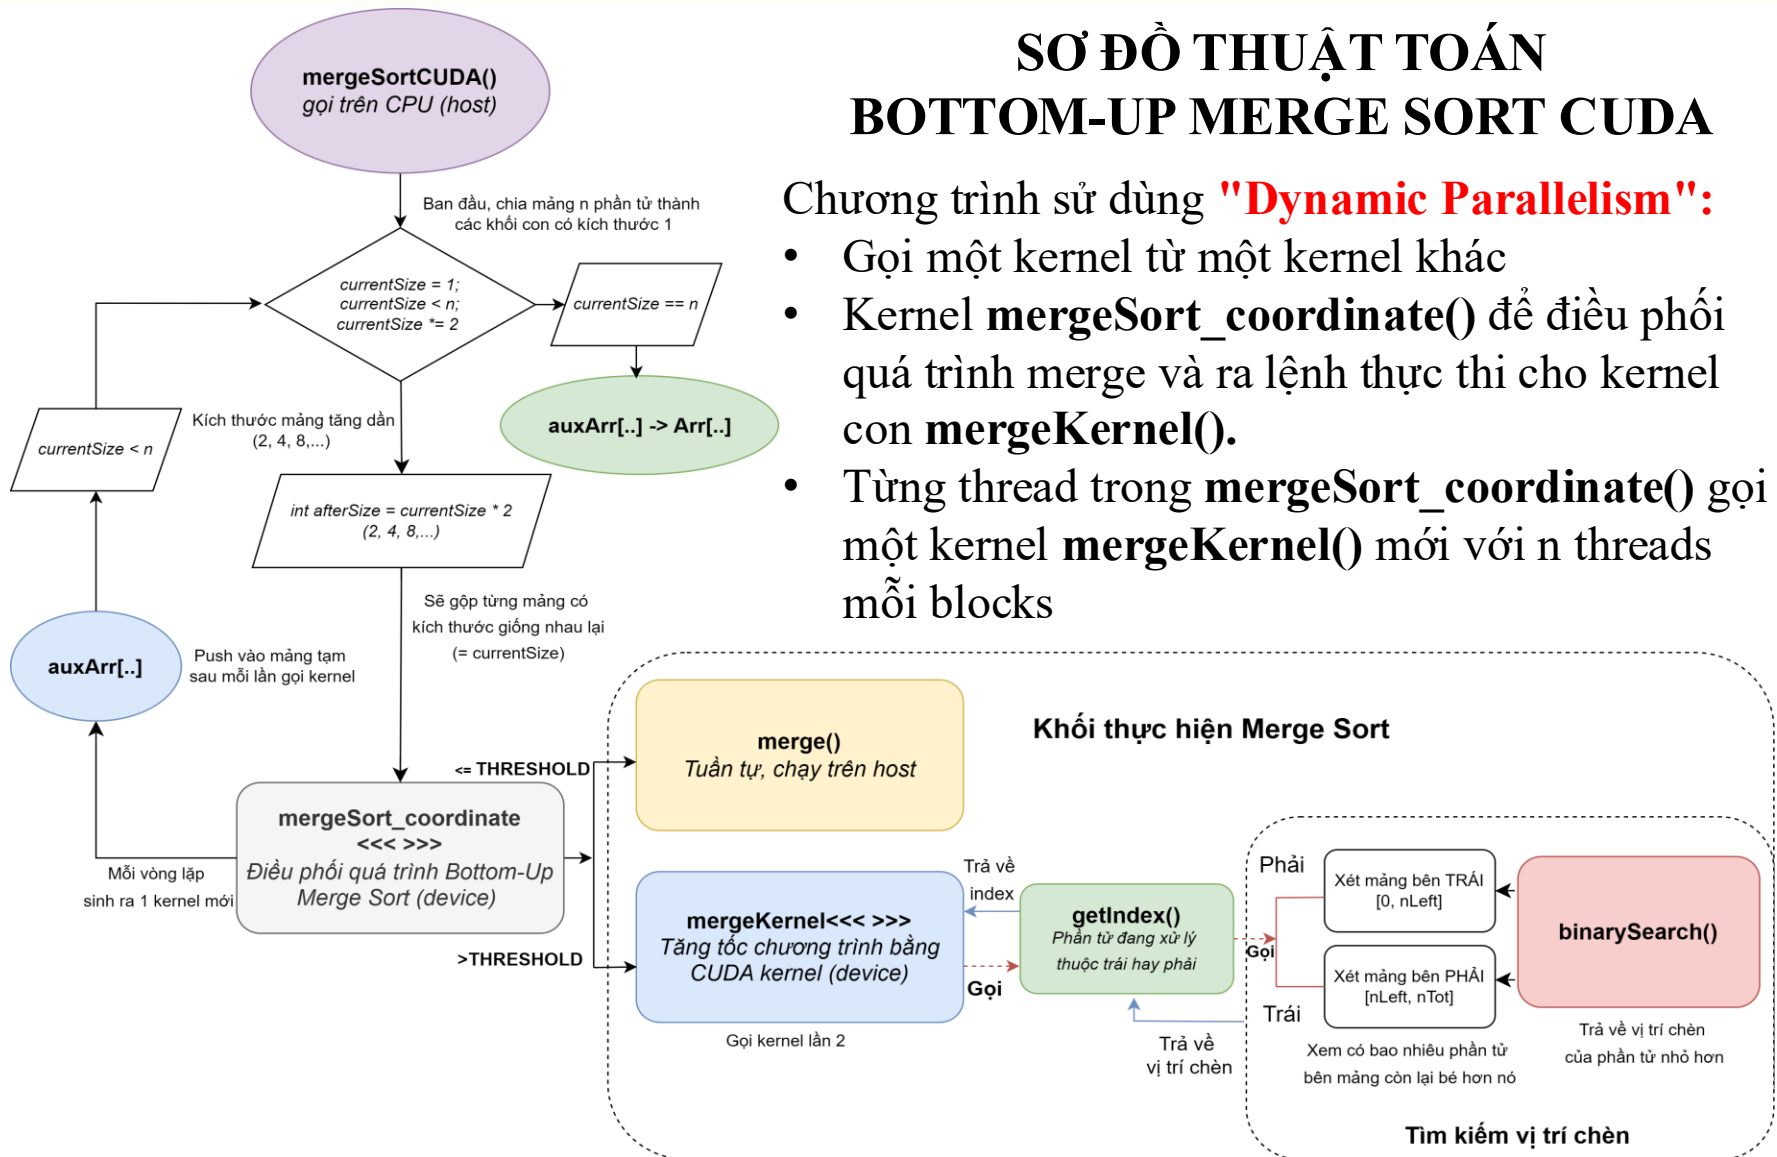 SƠ ĐỒ THUẬT TOÁN
BOTTOM-UP MERGE SORT CUDA
Chương trình sử dụng "Dynamic Parallelism":
• Gọi một kernel từ một kernel khác
• Kernel mergeSort_coordinate() để điều phối
quá trình merge và ra lệnh thực thi cho kernel
con mergeKernel().
• Từng thread trong mergeSort_coordinate() gọi
một kernel mergeKernel() mới với n threads
mỗi blocks
mergeSortCUDA()
gọi trên CPU (host)
Ban đầu, chia mảng n phần tử thành
các khối con có kích thước 1
currentSize = 1;
currentSize < n;
currentSize *= 2
currentSize == n
auxArr[..] -> Arr[..]
Kích thước mảng tăng dần
(2, 4, 8,...)
currentSize < n
int afterSize = currentSize * 2
(2, 4, 8,...)
Sẽ gộp từng mảng có
kích thước giống nhau lại
(= currentSize)
auxArr[..]
Push vào mảng tạm
sau mỗi lần gọi kernel
mergeSort_coordinate
<<< >>>
Điều phối quá trình Bottom-Up
Merge Sort (device)
Mỗi vòng lặp
sinh ra 1 kernel mới
<= THRESHOLD
>THRESHOLD
Khối thực hiện Merge Sort
merge()
Tuần tự, chạy trên host
mergeKernel<<< >>>
Tăng tốc chương trình bằng
CUDA kernel (device)
Gọi kernel lần 2
Trả về
index
Gọi
getIndex()
Phần tử đang xử lý
thuộc trái hay phải
Gọi
Trả về
vị trí chèn
Phải
Trái
Xét mảng bên TRÁI
[0, nLeft]
Xét mảng bên PHẢI
[nLeft, nTot]
Xem có bao nhiêu phần tử
bên mảng còn lại bé hơn nó
binarySearch()
Trả về vị trí chèn
của phần tử nhỏ hơn
Tìm kiếm vị trí chèn